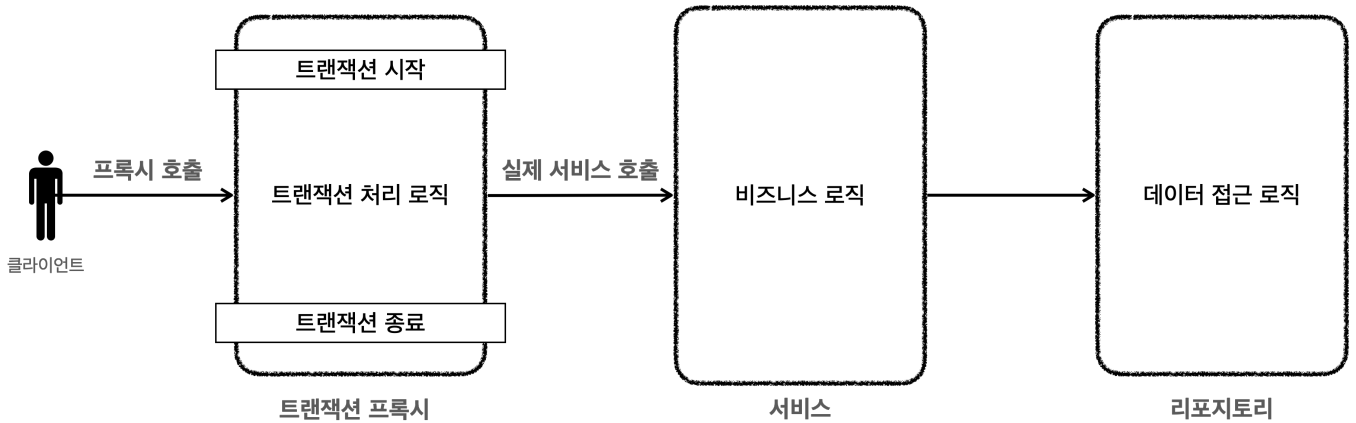 트랜잭션 시작
프록시 호출
실제 서비스 호출
트랜잭션 처리 로직
비즈니스 로직
데이터 접근 로직
클라이언트
트랜잭션 종료
트랜잭션 프록시
서비스
리포지토리